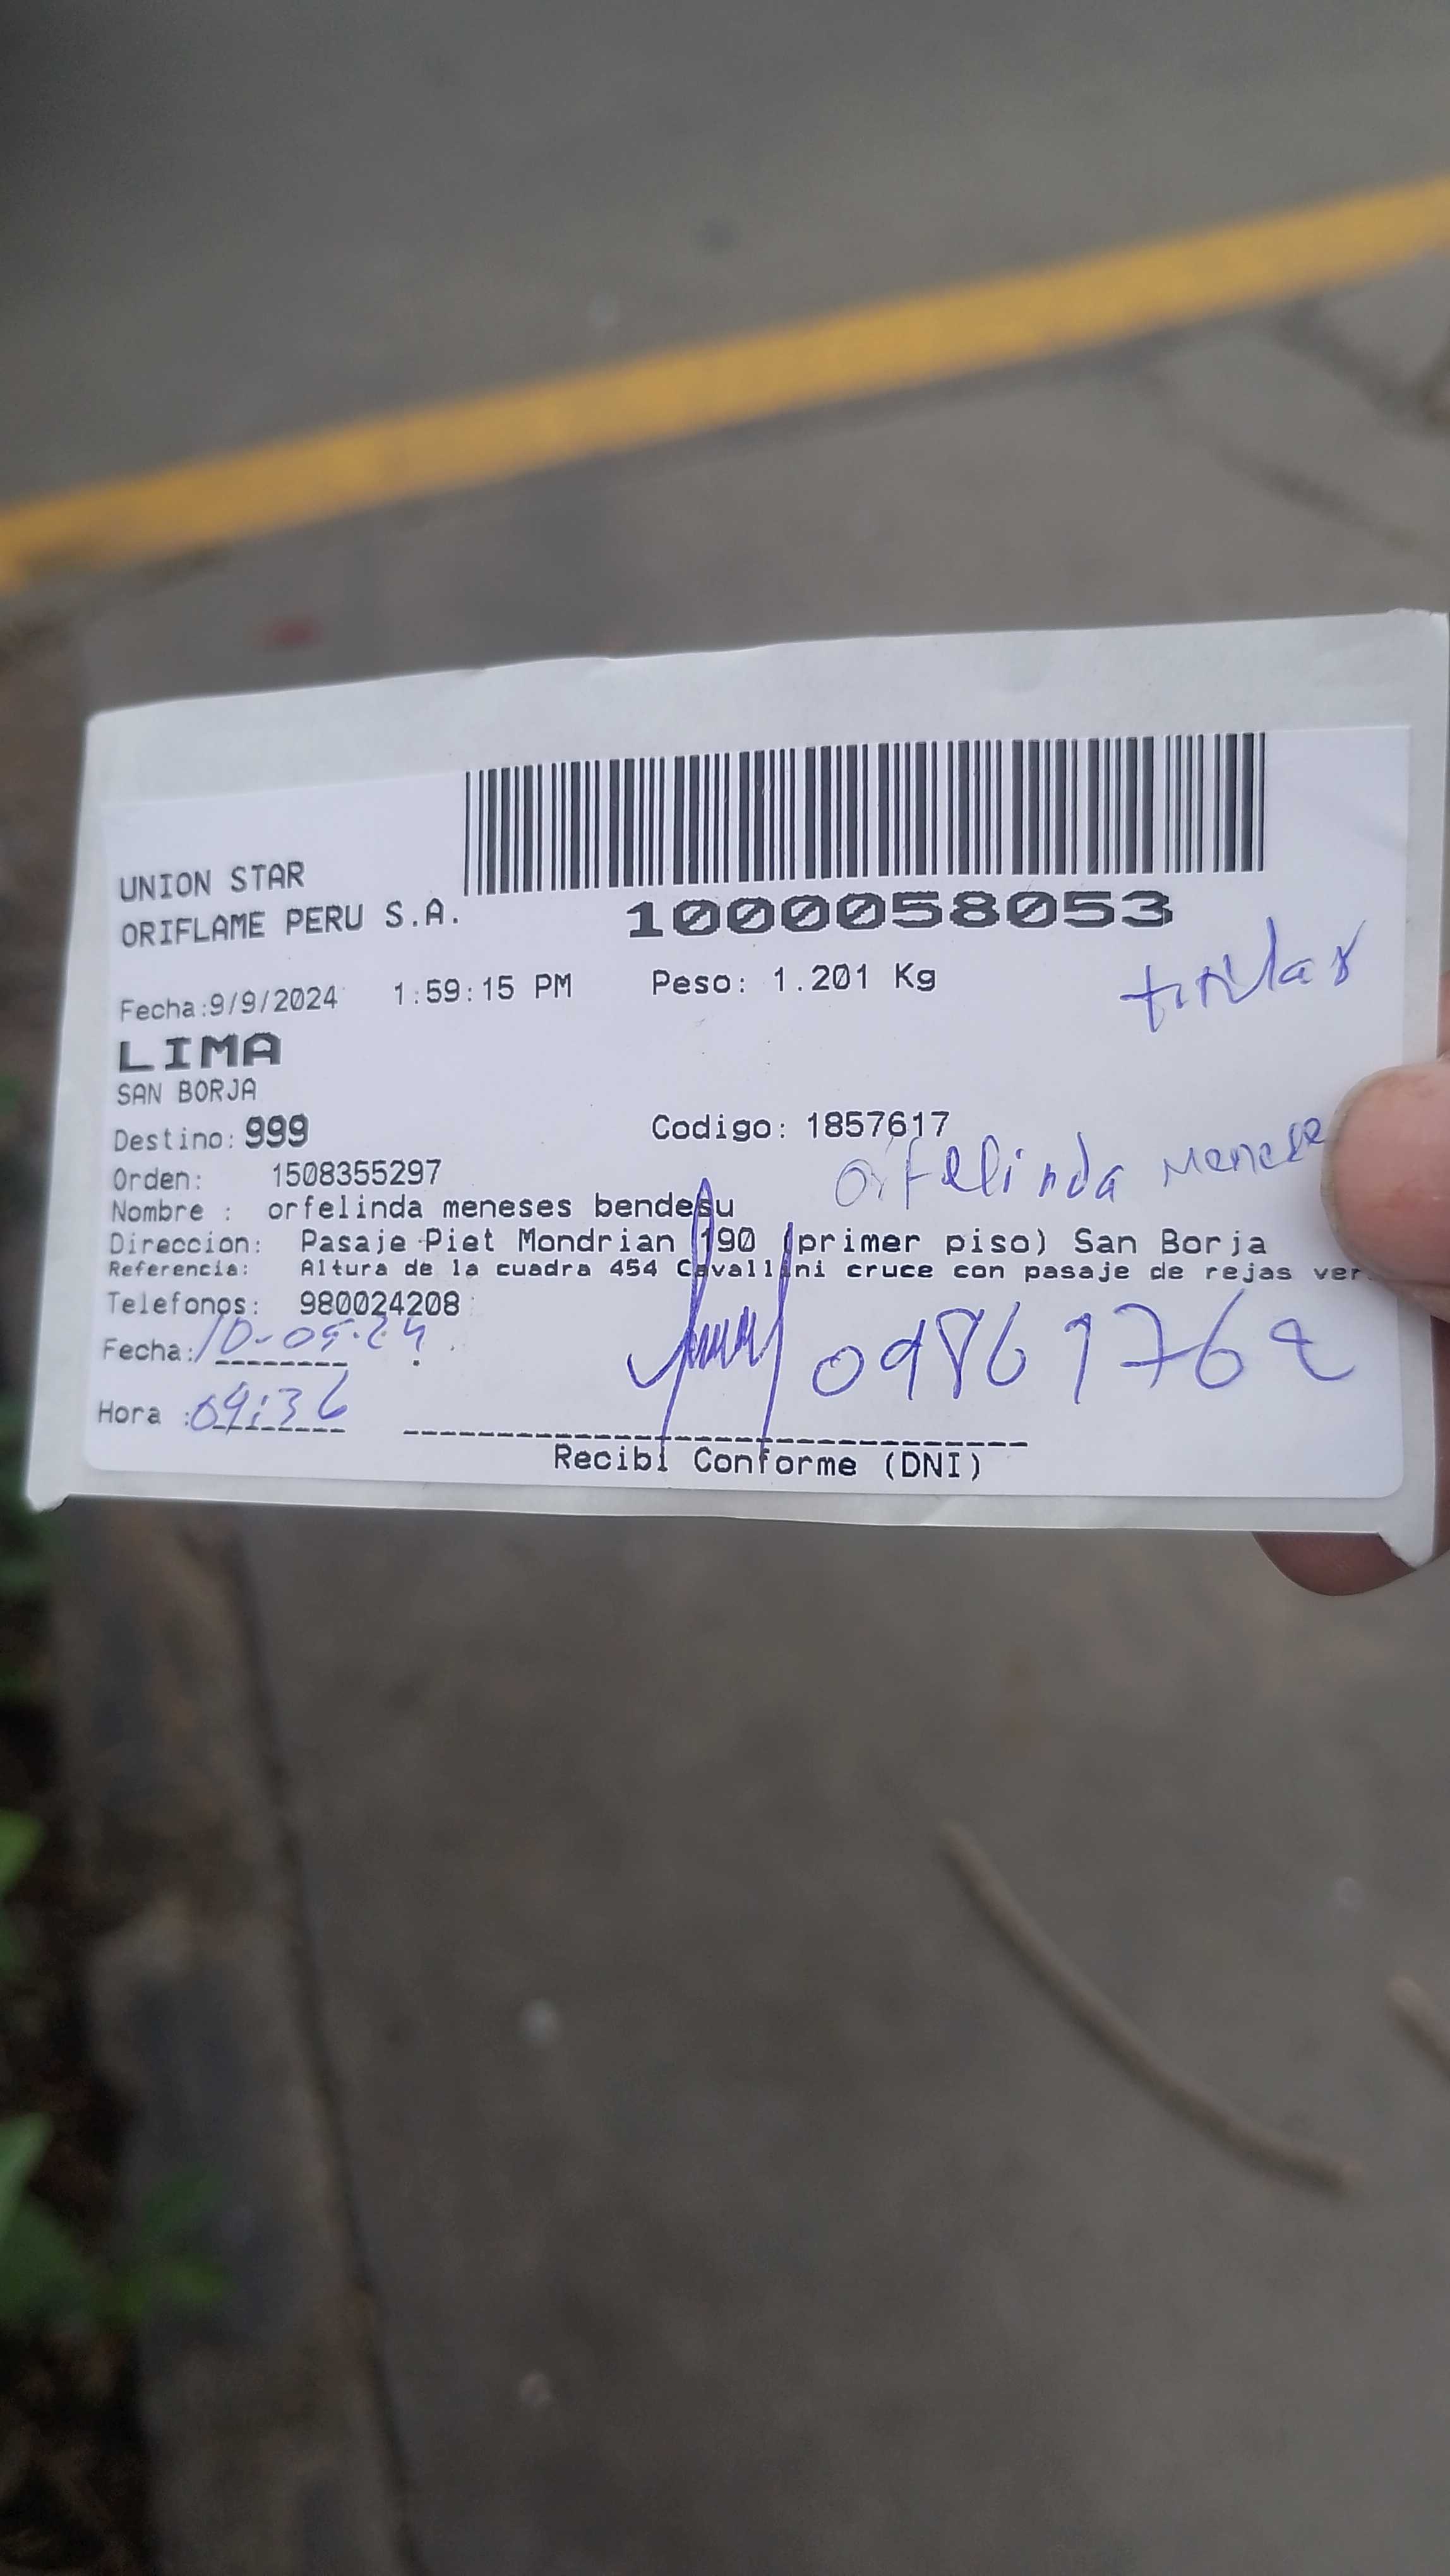 UNION STAR
ORIFLAME PERU S.A.
1000058053
Fecha:9/9/2024 1:59:15 PM Peso: 1.201 Kg
titular
LIMA
SAN BORJA
Destino: 999 Codigo: 1857617
Orden: 1508355297
Orfelinda Menese
Nombre : orfelinda meneses bendesu
Direccion: Pasaje Piet Mondrian 190 (primer piso) San Borja
Referencia: Altura de la cuadra 454 Cavallini cruce con pasaje de rejas ver
Telefonos: 980024208
Fecha: 10-09-24
Hora : 09:36
Recibi Conforme (DNI)